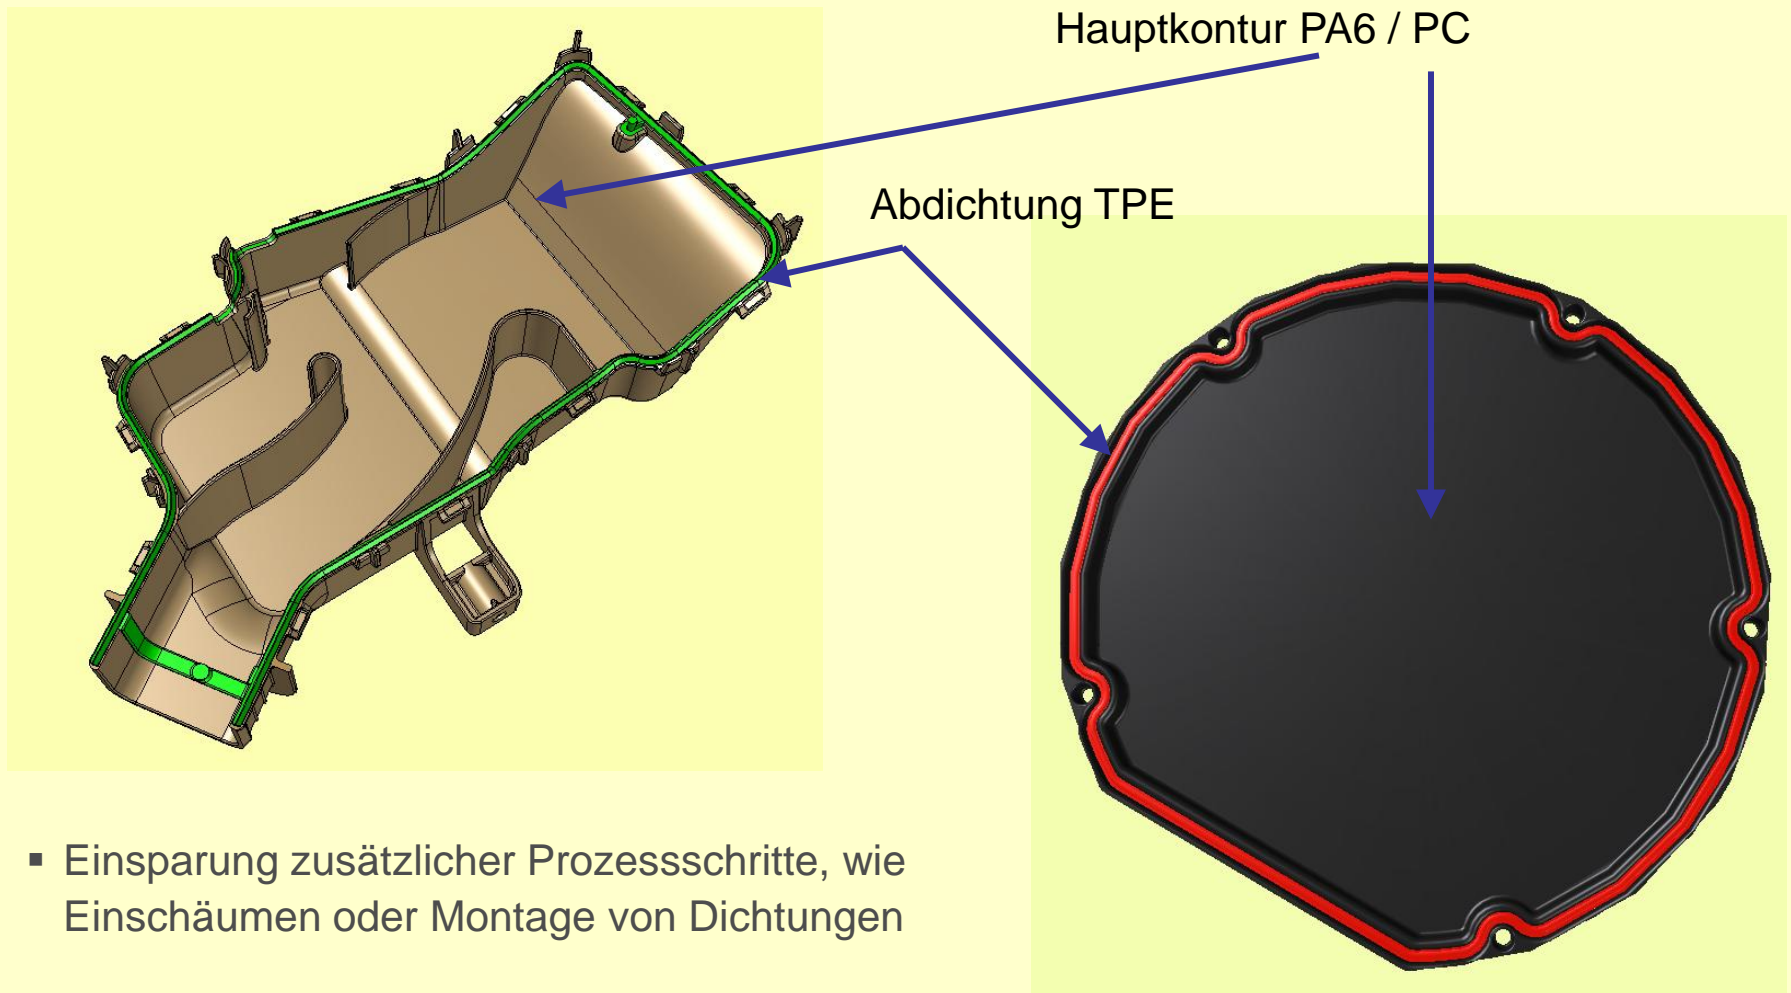 Hauptkontur PA6 / PC
Abdichtung TPE
▪ Einsparung zusätzlicher Prozessschritte, wie
Einschäumen oder Montage von Dichtungen